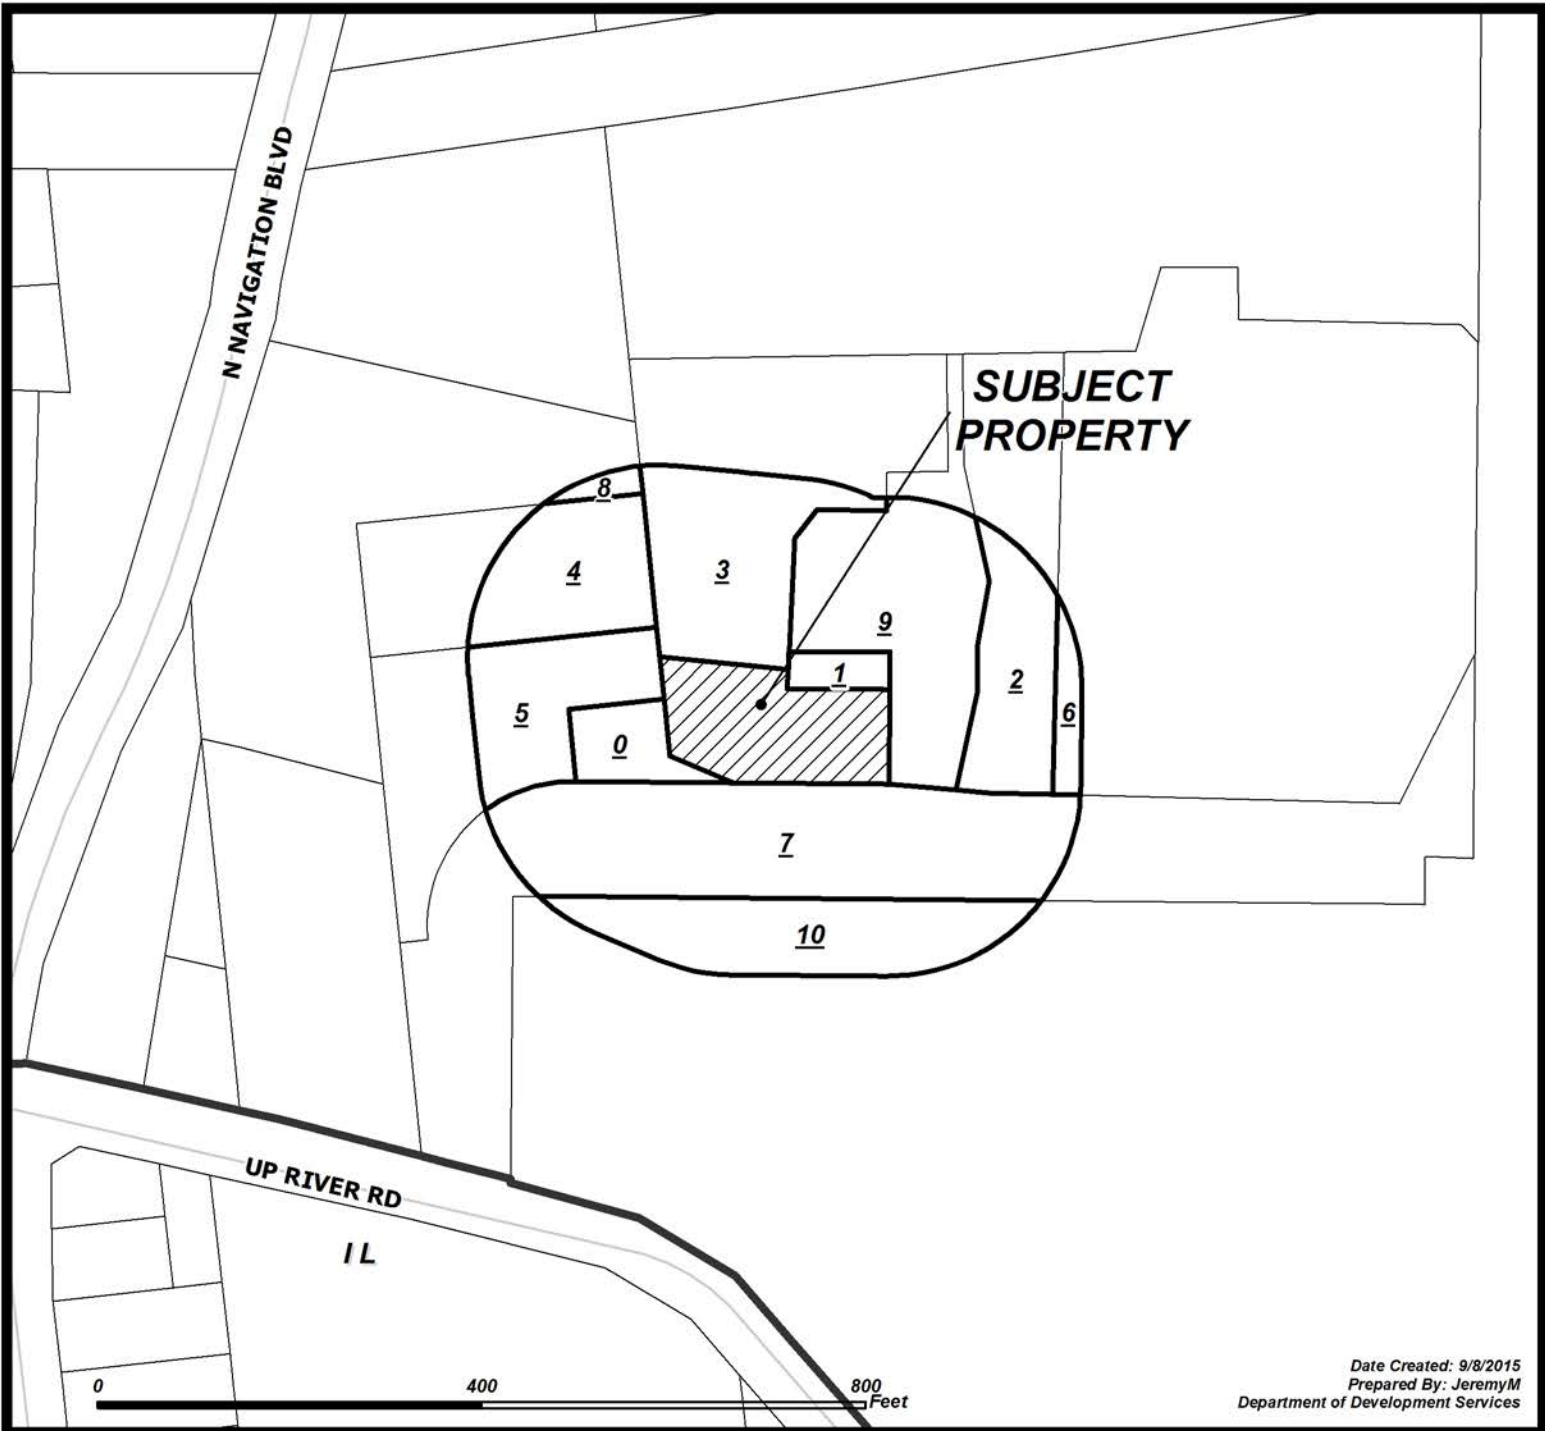 N NAVIGATION BLVD
SUBJECT
PROPERTY
8
4
3
9
1
2
5
6
0
7
10
UP RIVER RD
I L
0 400 800
Feet
Date Created: 9/8/2015
Prepared By: JeremyM
Department of Development Services